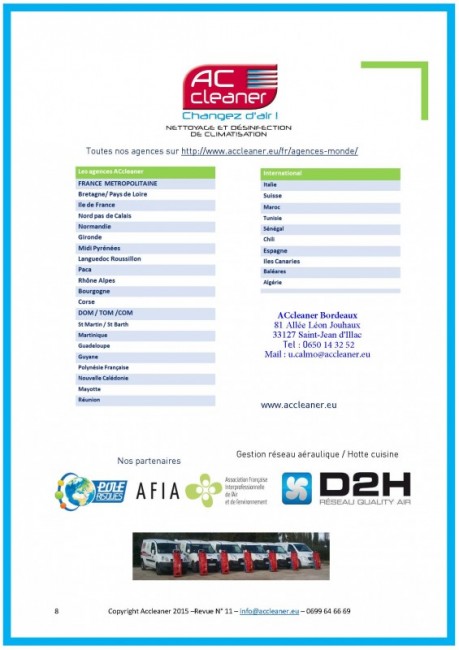 AC
cleaner
Changez d'air !
NETTOYAGE ET DÉSINFECTION
DE CLIMATISATION
Toutes nos agences sur http://www.accleaner.eu/fr/agences-monde/
Les agences ACcleaner
FRANCE METROPOLITAINE
Bretagne/ Pays de Loire
Ile de France
Nord pas de Calais
Normandie
Gironde
Midi Pyrénées
Languedoc Roussillon
Paca
Rhône Alpes
Bourgogne
Corse
DOM / TOM /COM
St Martin / St Barth
Martinique
Guadeloupe
Guyane
Polynésie Française
Nouvelle Calédonie
Mayotte
Réunion
International
Italie
Suisse
Maroc
Tunisie
Sénégal
Chili
Espagne
Iles Canaries
Baléares
Algérie
ACcleaner Bordeaux
81 Allée Léon Jouhaux
33127 Saint-Jean d'Illac
Tel : 0650 14 32 52
Mail : u.calmo@accleaner.eu
www.accleaner.eu
Nos partenaires
Gestion réseau aéraulique / Hotte cuisine
POLE
RISQUES
AFIA
Association Française
Interprofessionnelle
de l'Air
et de l'environnement
D2H
RÉSEAU QUALITY AIR
8
Copyright Accleaner 2015 –Revue N° 11 – info@accleaner.eu – 0699 64 66 69